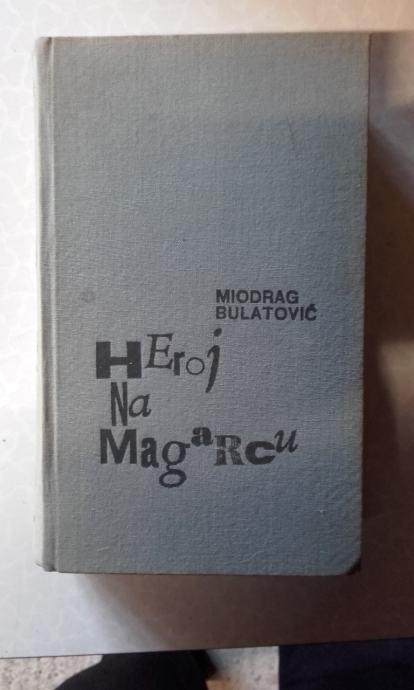 MIODRAG
BULATOVIĆ
HEroj
Na
MagaRcu